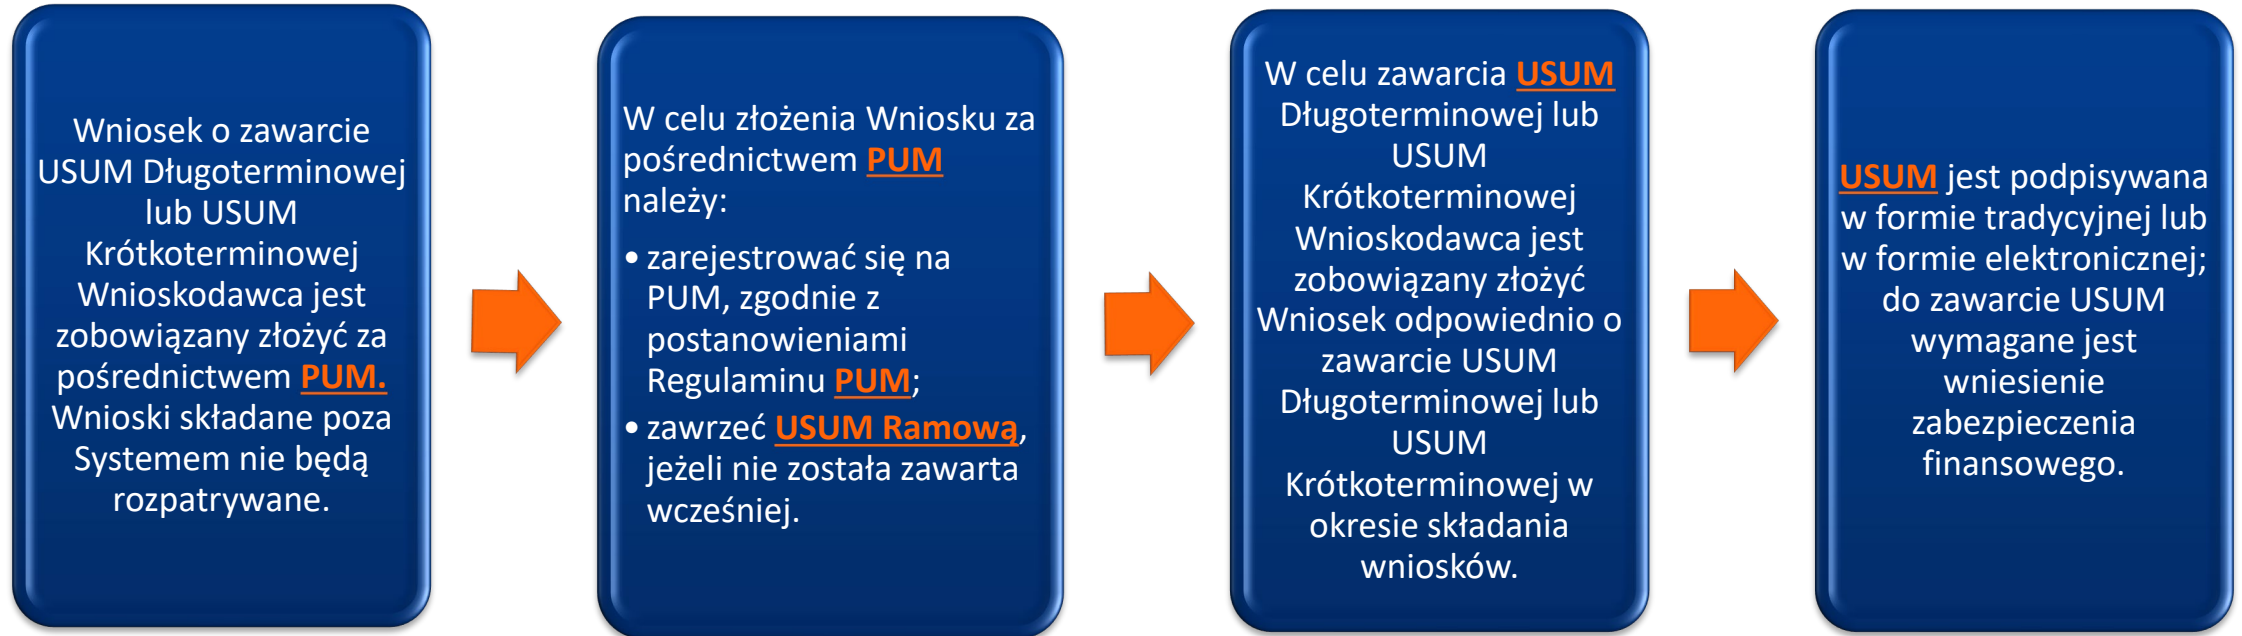 Wniosek o zawarcie
USUM Długoterminowej
lub USUM
Krótkoterminowej
Wnioskodawca jest
zobowiązany złożyć za
pośrednictwem PUM.
Wnioski składane poza
Systemem nie będą
rozpatrywane.
W celu złożenia Wniosku za
pośrednictwem PUM
należy:
• zarejestrować się na
PUM, zgodnie z
postanowieniami
Regulaminu PUM;
• zawrzeć USUM Ramową,
jeżeli nie została zawarta
wcześniej.
W celu zawarcia USUM
Długoterminowej lub
USUM
Krótkoterminowej
Wnioskodawca jest
zobowiązany złożyć
Wniosek odpowiednio o
zawarcie USUM
Długoterminowej lub
USUM
Krótkoterminowej w
okresie składania
wniosków.
USUM jest podpisywana
w formie tradycyjnej lub
w formie elektronicznej;
do zawarcie USUM
wymagane jest
wniesienie
zabezpieczenia
finansowego.